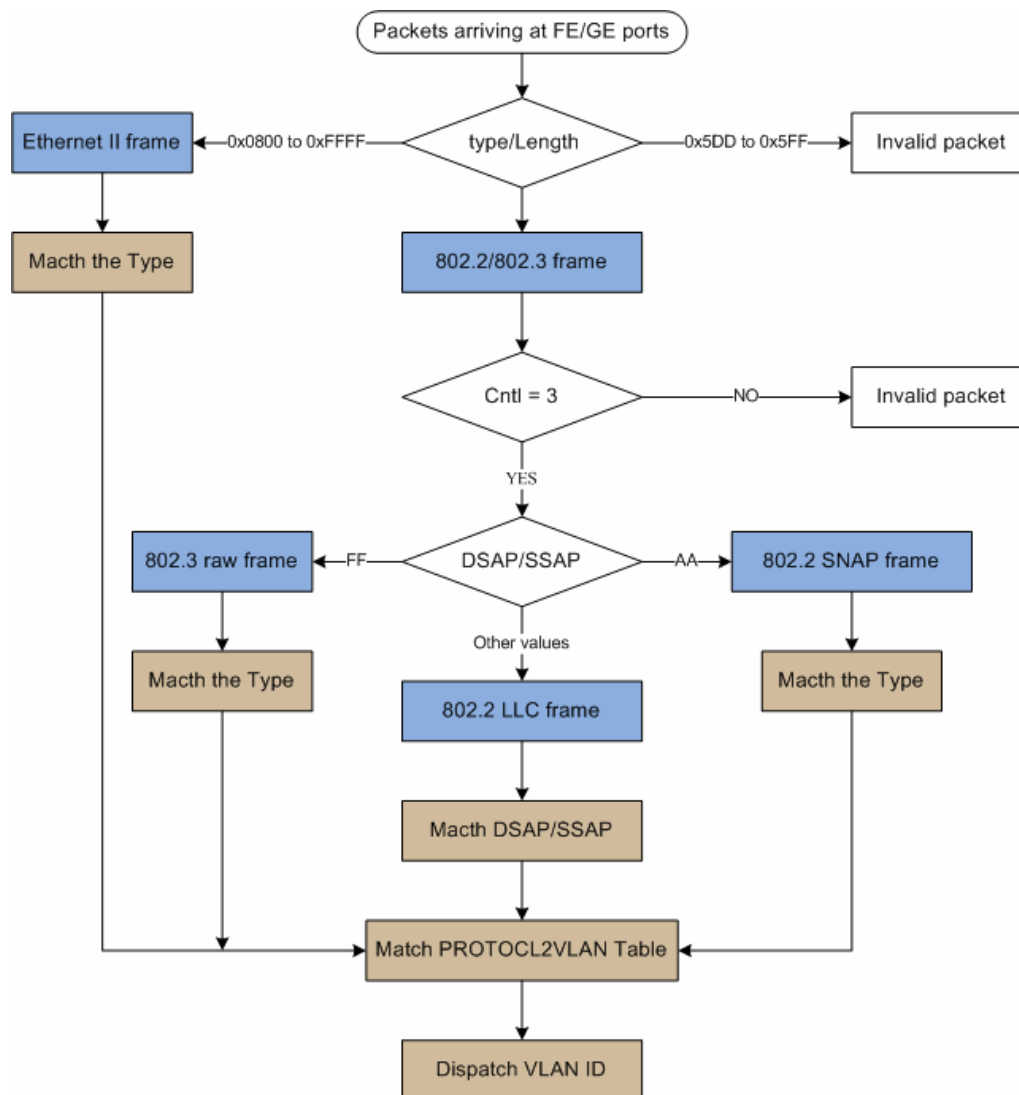 Packets arriving at FE/GE ports
Ethernet II frame
0x0800 to 0xFFFF
type/Length
0x5DD to 0x5FF
Invalid packet
Macth the Type
802.2/802.3 frame
Cntl = 3
NO
Invalid packet
YES
802.3 raw frame
FF
DSAP/SSAP
AA
802.2 SNAP frame
Other values
Macth the Type
802.2 LLC frame
Macth the Type
Macth DSAP/SSAP
Match PROTOCL2VLAN Table
Dispatch VLAN ID